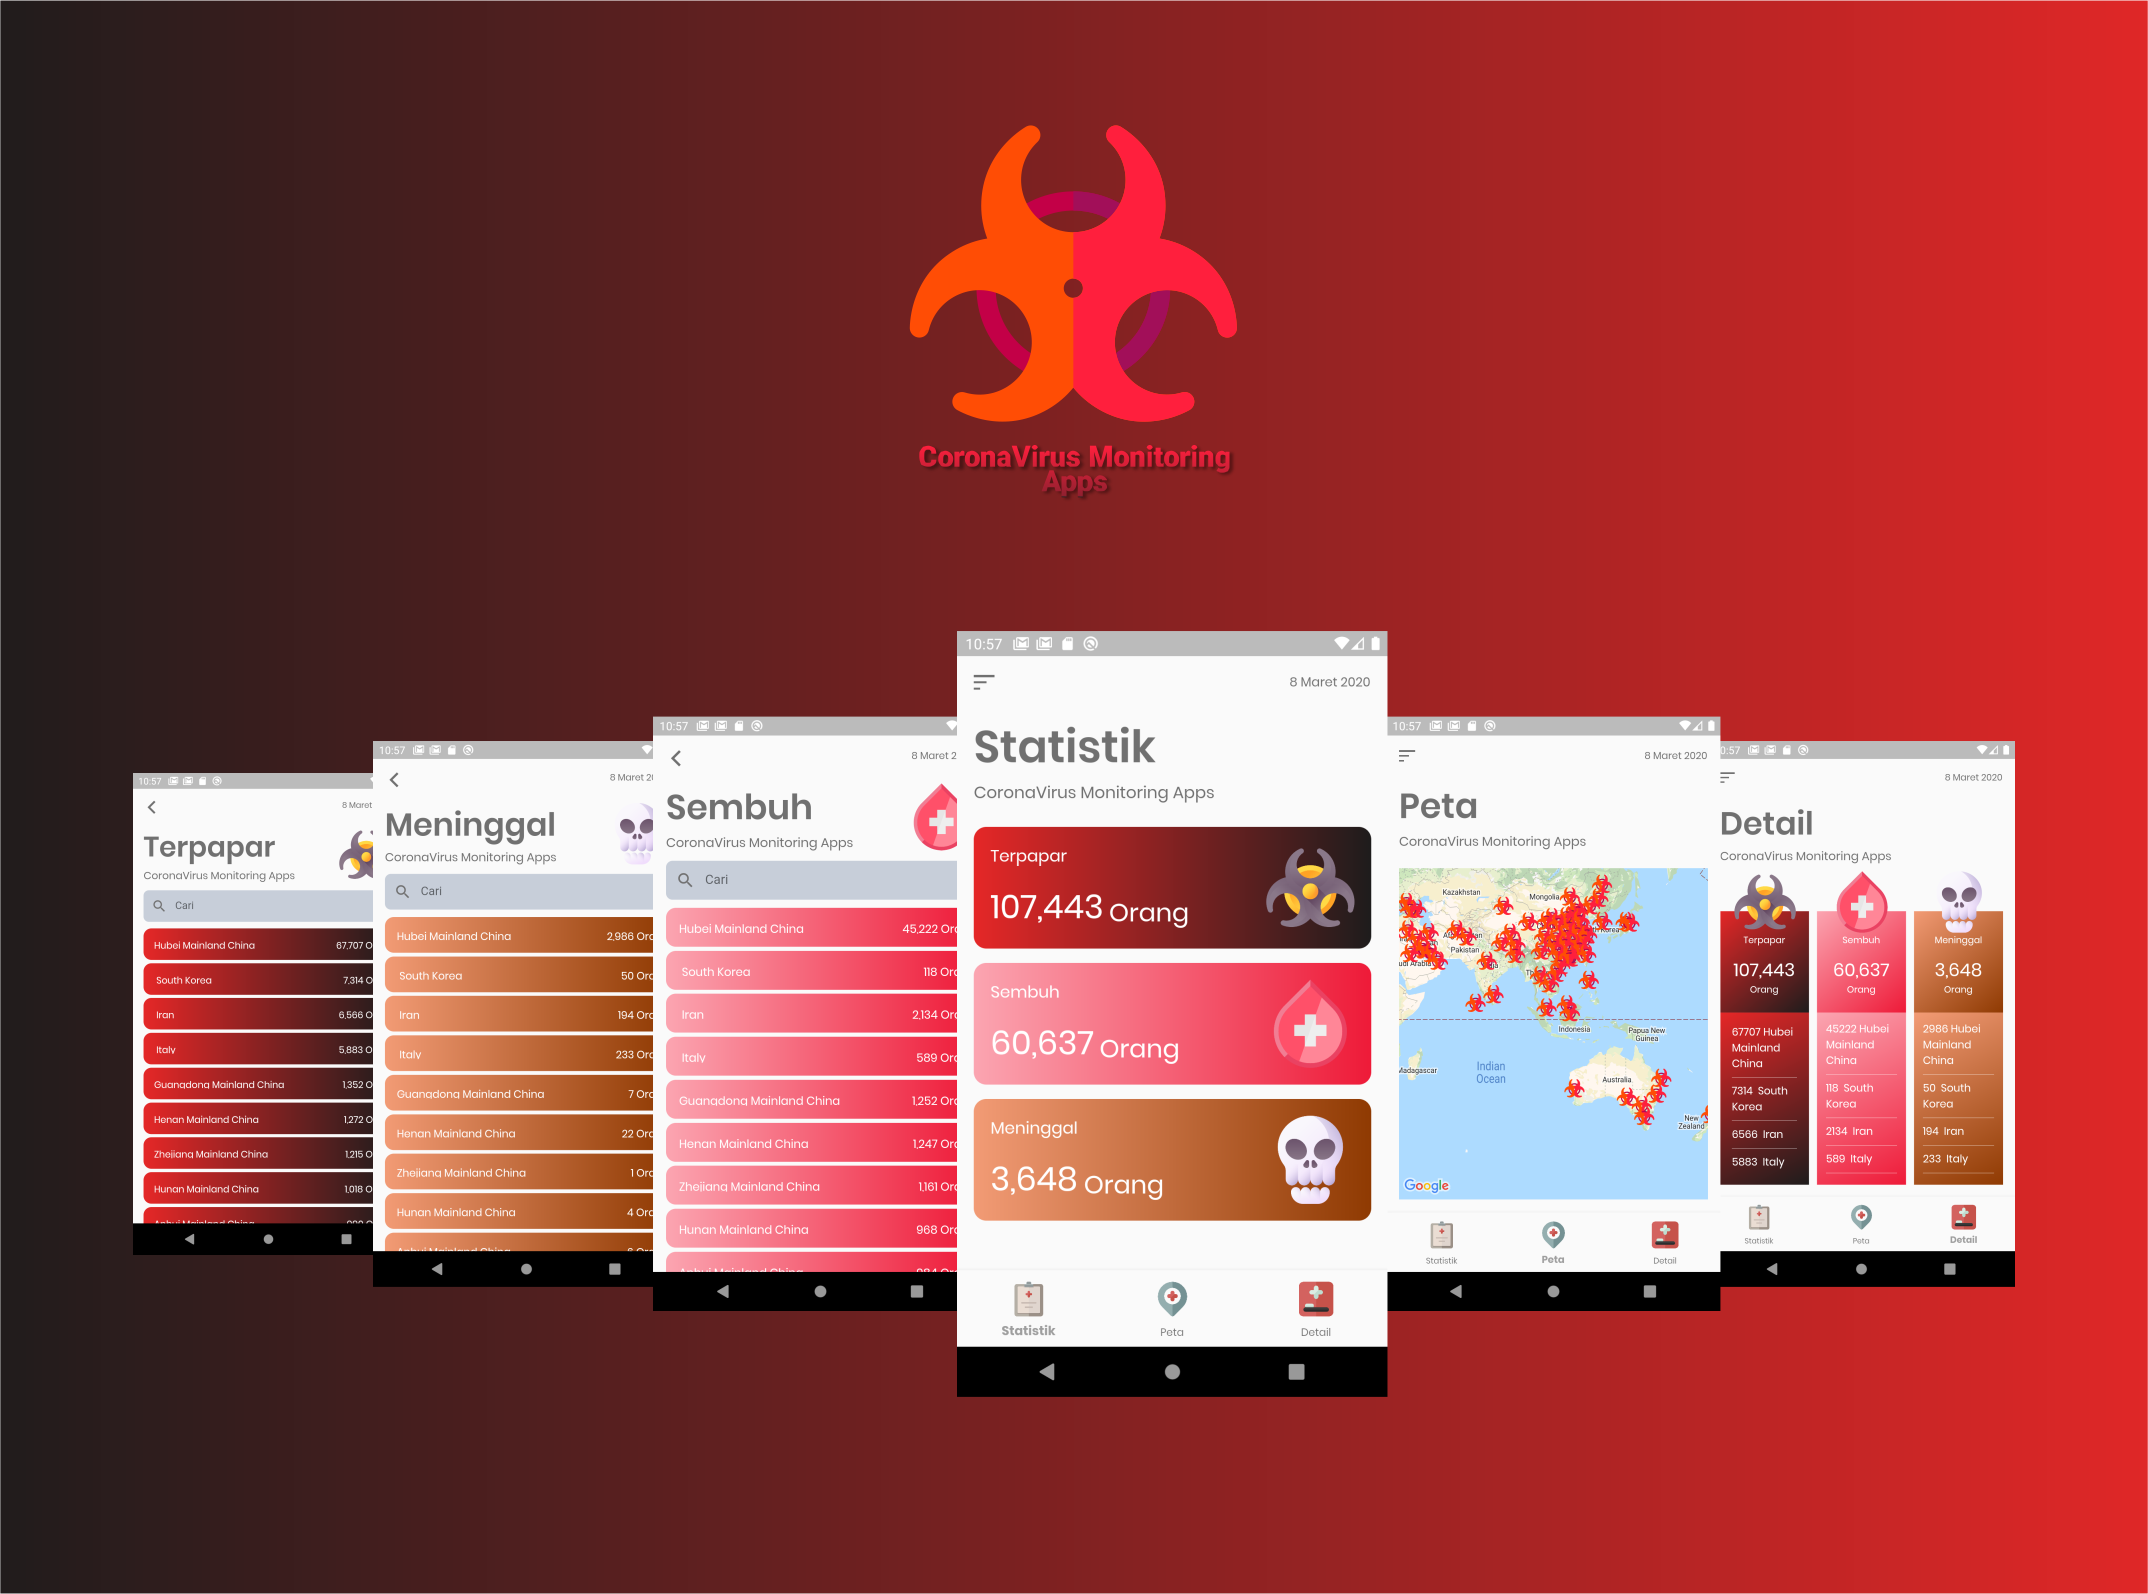 CoronaVirus Monitoring
Apps
10:57
8 Maret
Terpapar
CoronaVirus Monitoring Apps
Cari
Hubei Mainland China 67,707 O
South Korea 7,314 O
Iran 6,566 O
Italy 5,883 O
Guangdong Mainland China 1,352 O
Henan Mainland China 1,272 O
Zhejiang Mainland China 1,215 O
Hunan Mainland China 1,018 O
10:57
8 Maret 20
Meninggal
CoronaVirus Monitoring Apps
Cari
Hubei Mainland China 2,986 Ora
South Korea 50 Ora
Iran 194 Ora
Italy 233 Ora
Guangdong Mainland China 7 Ora
Henan Mainland China 22 Ora
Zhejiang Mainland China 1 Ora
Hunan Mainland China 4 Ora
10:57
8 Maret 2
Sembuh
CoronaVirus Monitoring Apps
Cari
Hubei Mainland China 45,222 Ora
South Korea 118 Ora
Iran 2,134 Ora
Italy 589 Ora
Guangdong Mainland China 1,252 Ora
Henan Mainland China 1,247 Ora
Zhejiang Mainland China 1,161 Ora
Hunan Mainland China 968 Ora
10:57
8 Maret 2020
Statistik
CoronaVirus Monitoring Apps
Terpapar
107,443 Orang
Sembuh
60,637 Orang
Meninggal
3,648 Orang
Statistik Peta Detail
10:57
8 Maret 2020
Peta
CoronaVirus Monitoring Apps
Kazakhstan
Mongolia
Pakistan
Indonesia
Papua New
Guinea
Madagascar
Indian
Ocean
Australia
New
Zealand
Google
Statistik Peta Detail
0:57
8 Maret 2020
Detail
CoronaVirus Monitoring Apps
Terpapar
107,443
Orang
67707 Hubei
Mainland
China
7314 South
Korea
6566 Iran
5883 Italy
Sembuh
60,637
Orang
45222 Hubei
Mainland
China
118 South
Korea
2134 Iran
589 Italy
Meninggal
3,648
Orang
2986 Hubei
Mainland
China
50 South
Korea
194 Iran
233 Italy
Statistik Peta Detail